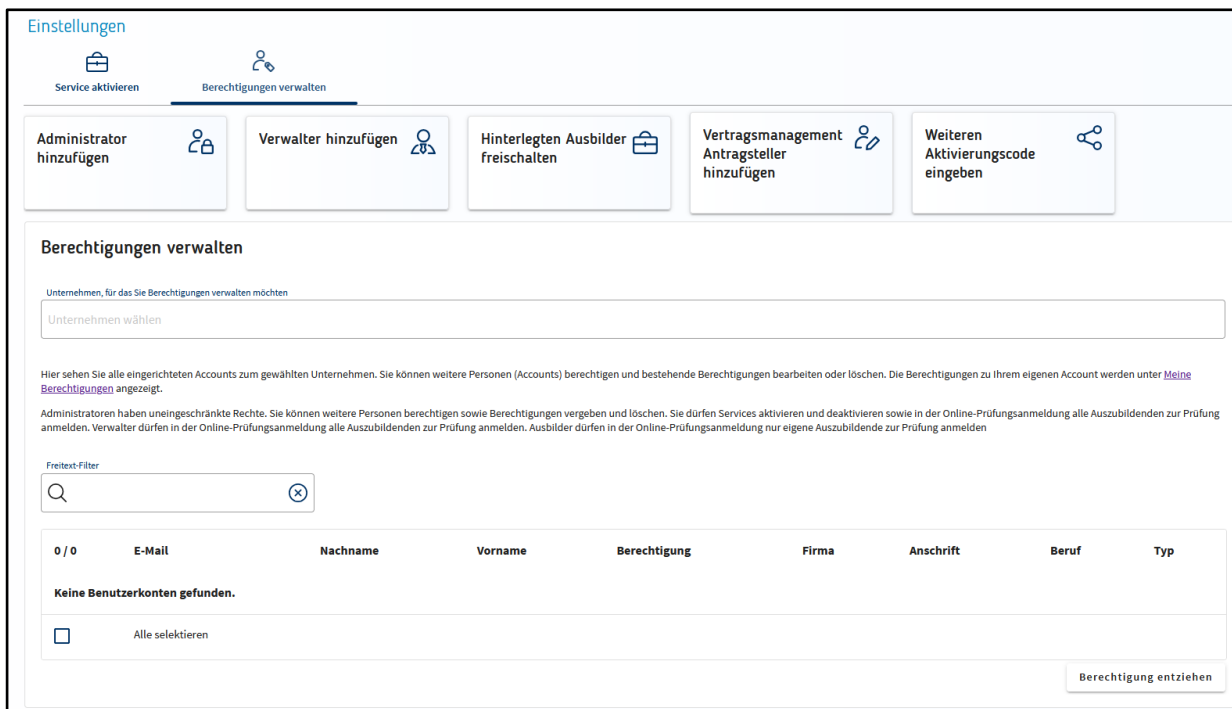 Einstellungen
Service aktivieren
Berechtigungen verwalten
Administrator
hinzufügen
Verwalter hinzufügen
Hinterlegten Ausbilder
freischalten
Vertragsmanagement
Antragsteller
hinzufügen
Weiteren
Aktivierungscode
eingeben
Berechtigungen verwalten
Unternehmen, für das Sie Berechtigungen verwalten möchten
Unternehmen wählen
Hier sehen Sie alle eingerichteten Accounts zum gewählten Unternehmen. Sie können weitere Personen (Accounts) berechtigen und bestehende Berechtigungen bearbeiten oder löschen. Die Berechtigungen zu Ihrem eigenen Account werden unter Meine
Berechtigungen angezeigt.
Administratoren haben uneingeschränkte Rechte. Sie können weitere Personen berechtigen sowie Berechtigungen vergeben und löschen. Sie dürfen Services aktivieren und deaktivieren sowie in der Online-Prüfungsanmeldung alle Auszubildenden zur Prüfung
anmelden. Verwalter dürfen in der Online-Prüfungsanmeldung alle Auszubildenden zur Prüfung anmelden. Ausbilder dürfen in der Online-Prüfungsanmeldung nur eigene Auszubildende zur Prüfung anmelden
Freitext-Filter
0 / 0 E-Mail Nachname Vorname Berechtigung Firma Anschrift Beruf Typ
Keine Benutzerkonten gefunden.
Alle selektieren
Berechtigung entziehen